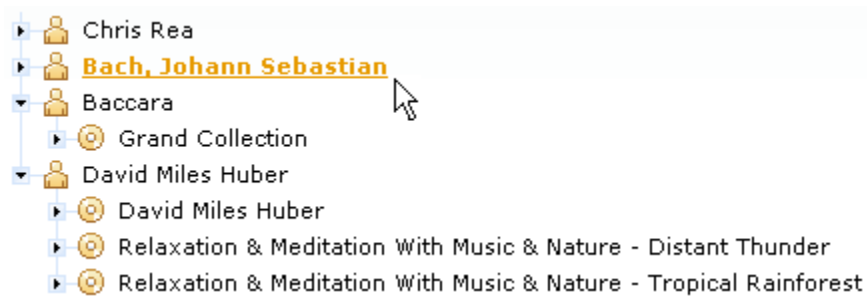 Chris Rea
Bach, Johann Sebastian
Baccara
Grand Collection
David Miles Huber
David Miles Huber
Relaxation & Meditation With Music & Nature - Distant Thunder
Relaxation & Meditation With Music & Nature - Tropical Rainforest